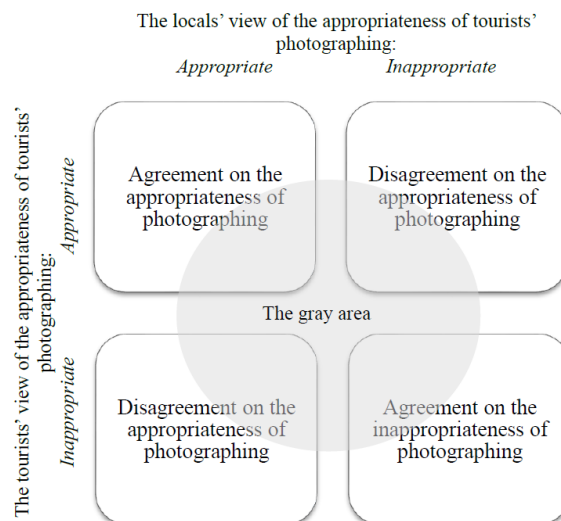 The locals' view of the appropriateness of tourists'
photographing:
Appropriate
Inappropriate
The tourists' view of the appropriateness of tourists'
photographing:
Appropriate
Inappropriate
Agreement on the
appropriateness of
photographing
Disagreement on the
appropriateness of
photographing
The gray area
Disagreement on the
appropriateness of
photographing
Agreement on the
inappropriateness of
photographing